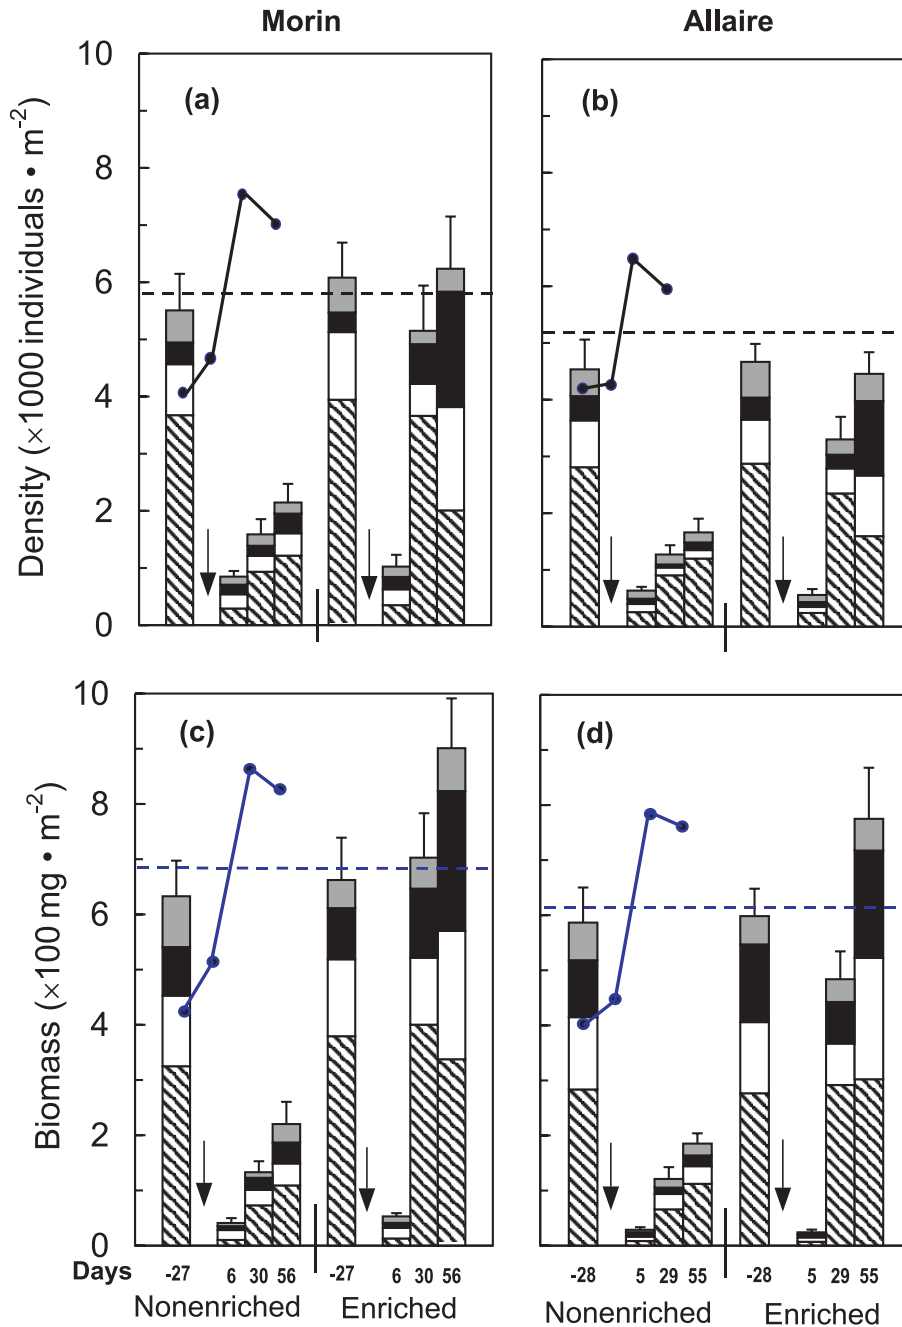 Morin
Allaire
Density (×1000 individuals • m-2)
10
8
6
4
2
0
(a)
(b)
Biomass (×100 mg • m-2)
10
8
6
4
2
0
(c)
(d)
Days
-27 6 30 56 -27 6 30 56
-28 5 29 55 -28 5 29 55
Nonenriched Enriched
Nonenriched Enriched